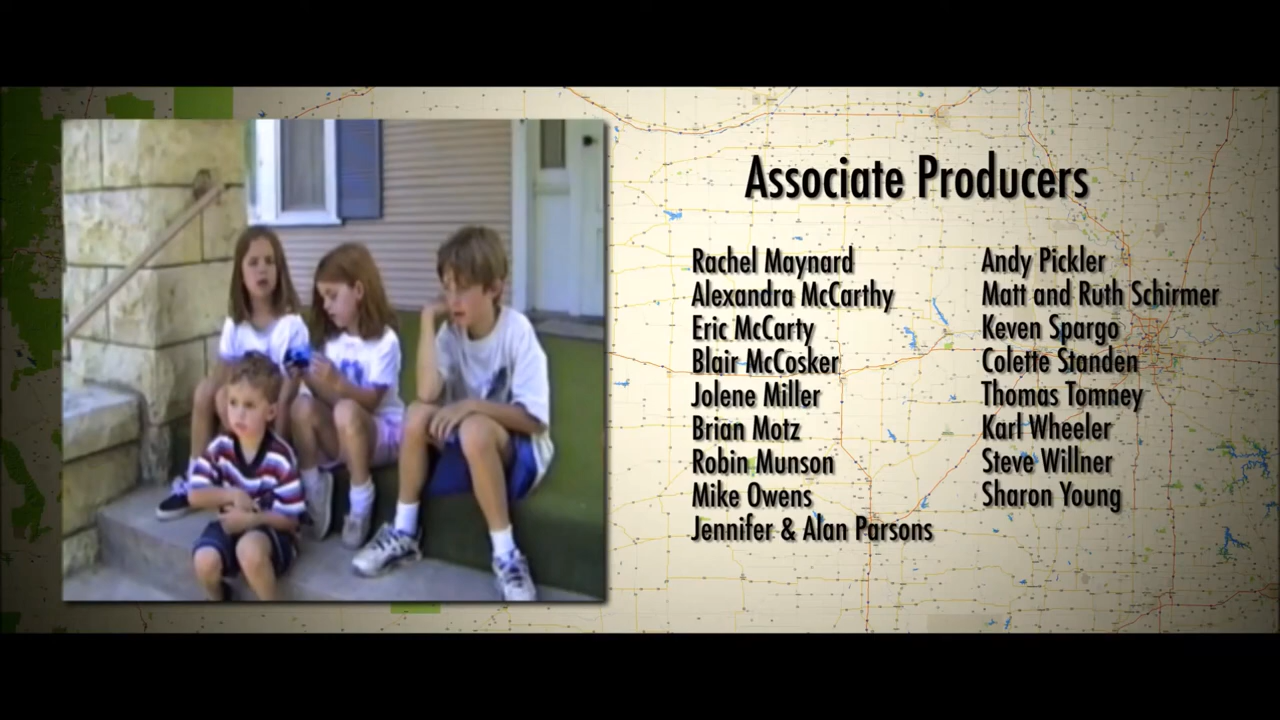 Associate Producers
Rachel Maynard
Alexandra McCarthy
Eric McCarty
Blair McCosker
Jolene Miller
Brian Motz
Robin Munson
Mike Owens
Jennifer & Alan Parsons
Andy Pickler
Matt and Ruth Schirmer
Keven Spargo
Colette Standen
Thomas Tomney
Karl Wheeler
Steve Willner
Sharon Young